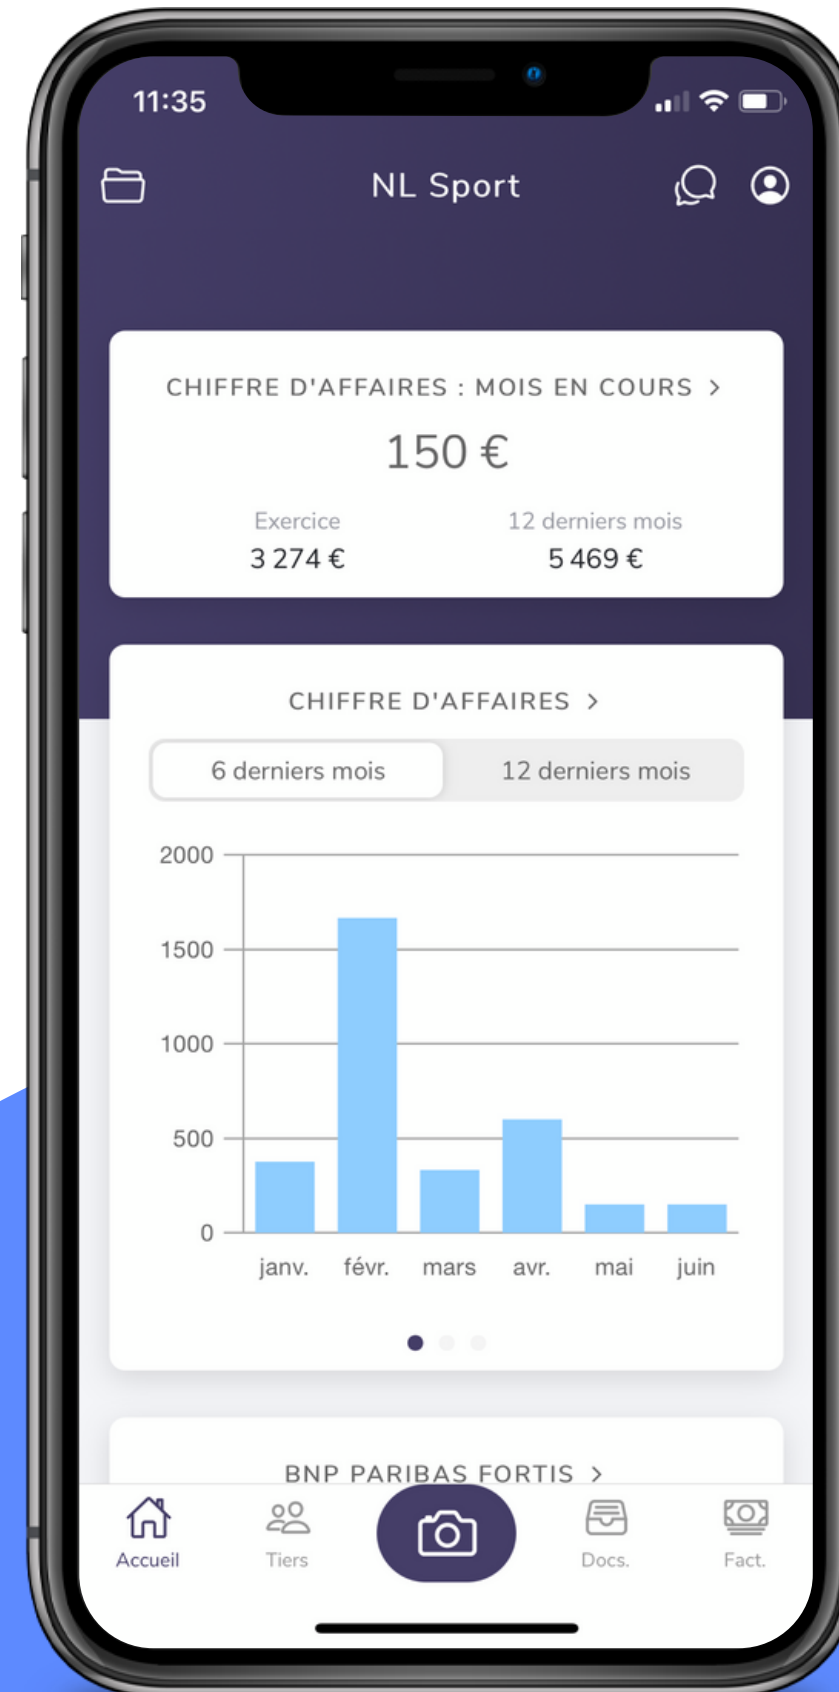 11:35
NL Sport
CHIFFRE D'AFFAIRES : MOIS EN COURS >
150 €
Exercice 12 derniers mois
3 274 € 5 469 €
CHIFFRE D'AFFAIRES >
6 derniers mois 12 derniers mois
2000
1500
1000
500
0
janv. févr. mars avr. mai juin
BNP PARIBAS FORTIS >
Accueil Tiers Docs. Fact.